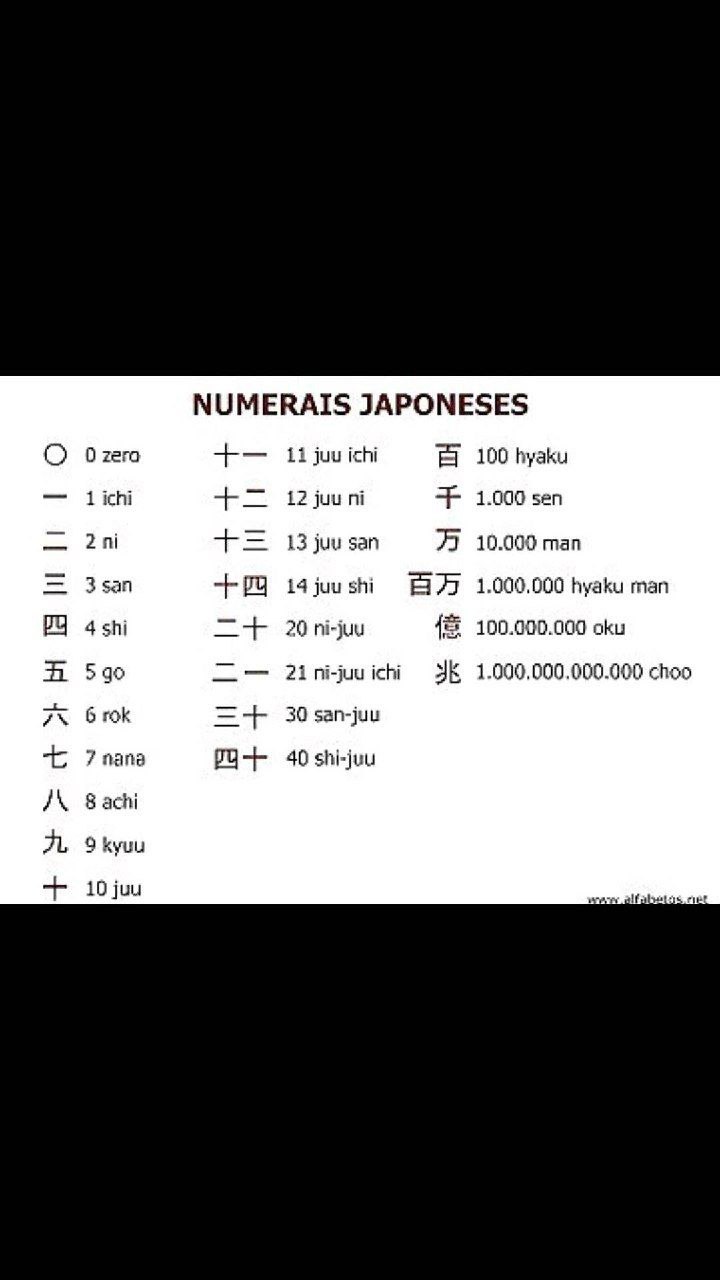 NUMERAIS JAPONESES
〇 0 zero
一 1 ichi
二 2 ni
三 3 san
四 4 shi
五 5 go
六 6 rok
七 7 nana
八 8 achi
九 9 kyuu
十 10 juu
十一 11 juu ichi
十二 12 juu ni
十三 13 juu san
十四 14 juu shi
二十 20 ni-juu
二一 21 ni-juu ichi
三十 30 san-juu
四十 40 shi-juu
百 100 hyaku
千 1.000 sen
万 10.000 man
百万 1.000.000 hyaku man
億 100.000.000 oku
兆 1.000.000.000.000 choo
www.alfabetos.net